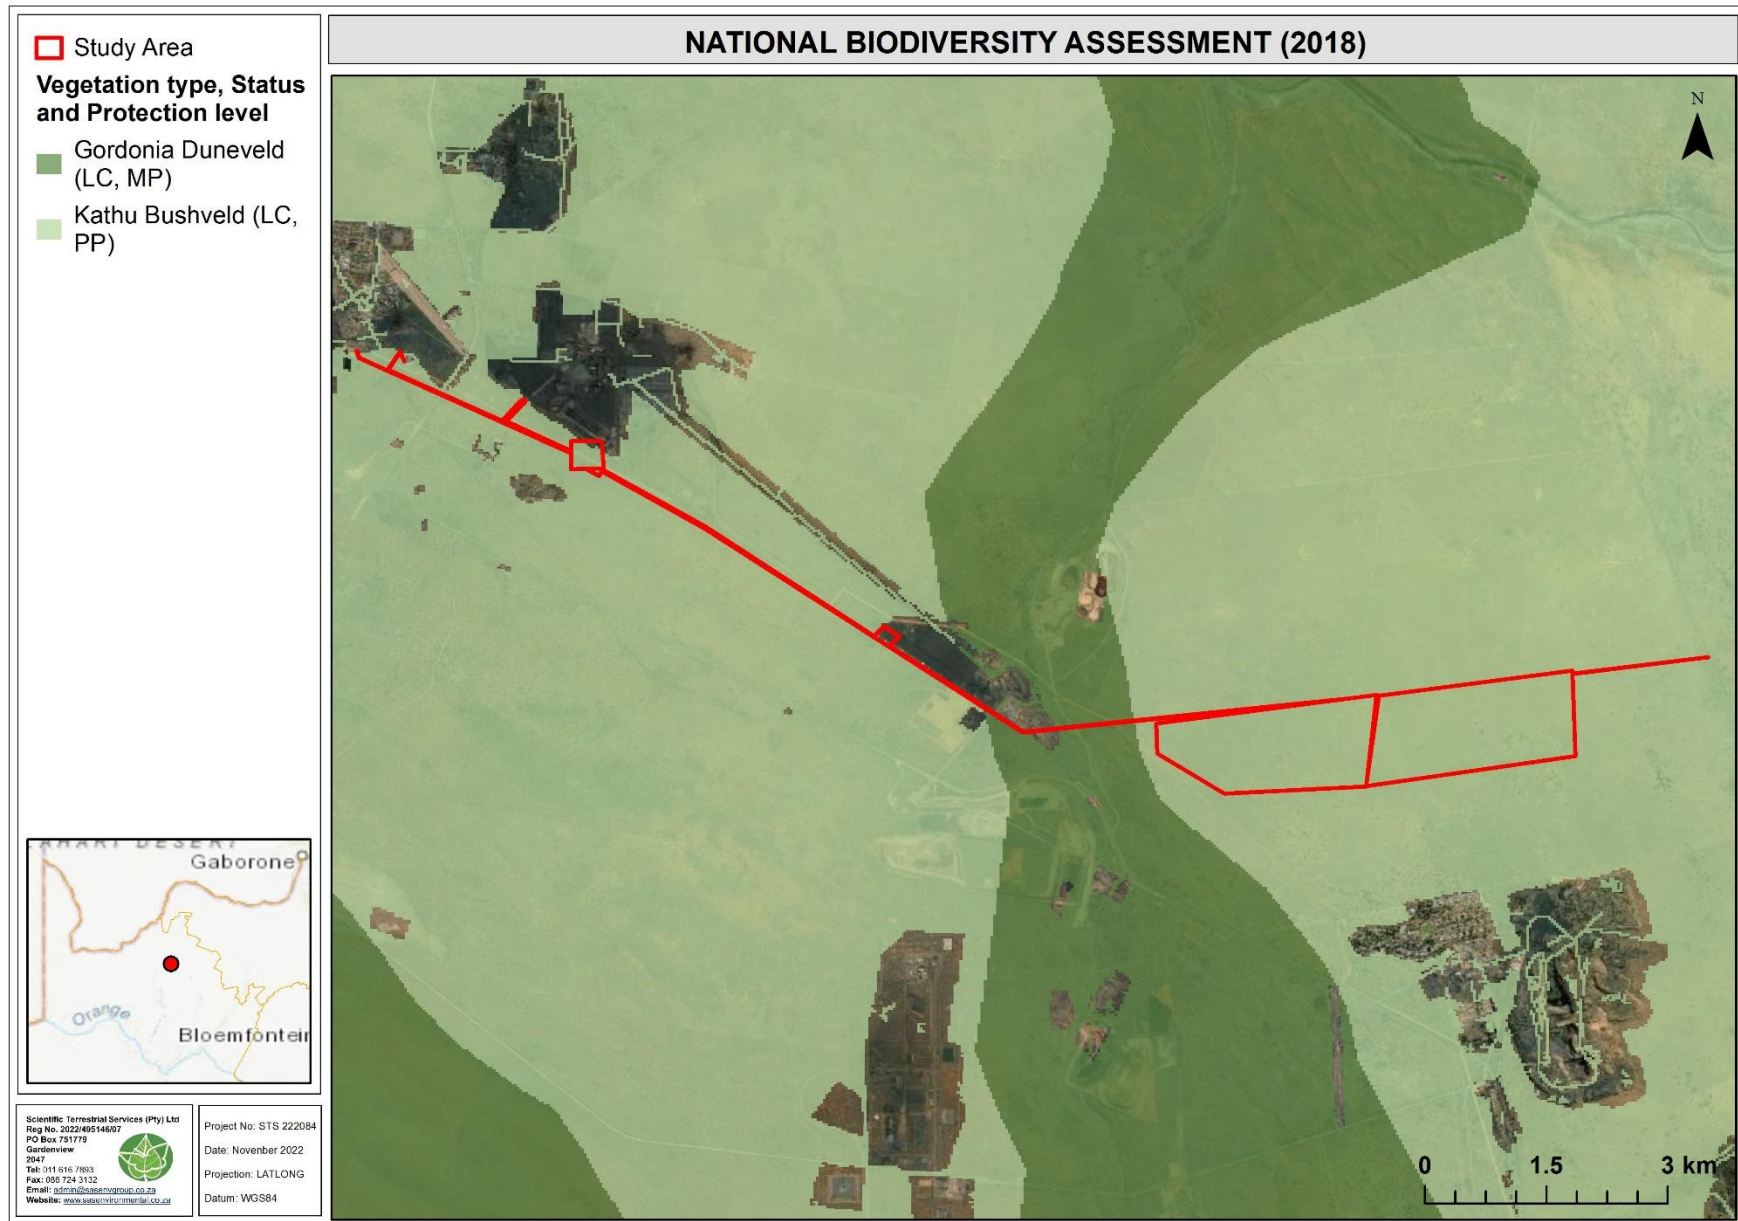 NATIONAL BIODIVERSITY ASSESSMENT (2018)
Study Area
Vegetation type, Status
and Protection level
Gordonia Duneveld
(LC, MP)
Kathu Bushveld (LC,
PP)
N
0 1.5 3 km
AHARI DESERT
Gaborone
Orange
Bloemfontein
Scientific Terrestrial Services (Pty) Ltd
Reg No. 2022/495146/07
PO Box 751779
Gardenview
2047
Tel: 011 616 7893
Fax: 086 724 3132
Email: admin@sasenvgroup.co.za
Website: www.sasenvironmental.co.za
Project No: STS 222084
Date: November 2022
Projection: LATLONG
Datum: WGS84